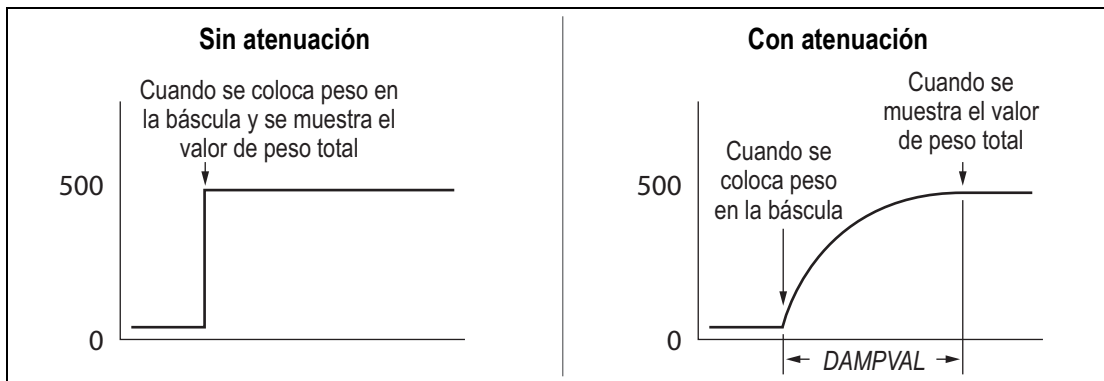 Sin atenuación
Cuando se coloca peso en
la báscula y se muestra el
valor de peso total
500
0
Con atenuación
Cuando se
muestra el valor
de peso total
Cuando se
coloca peso
en la báscula
500
0
DAMPVAL